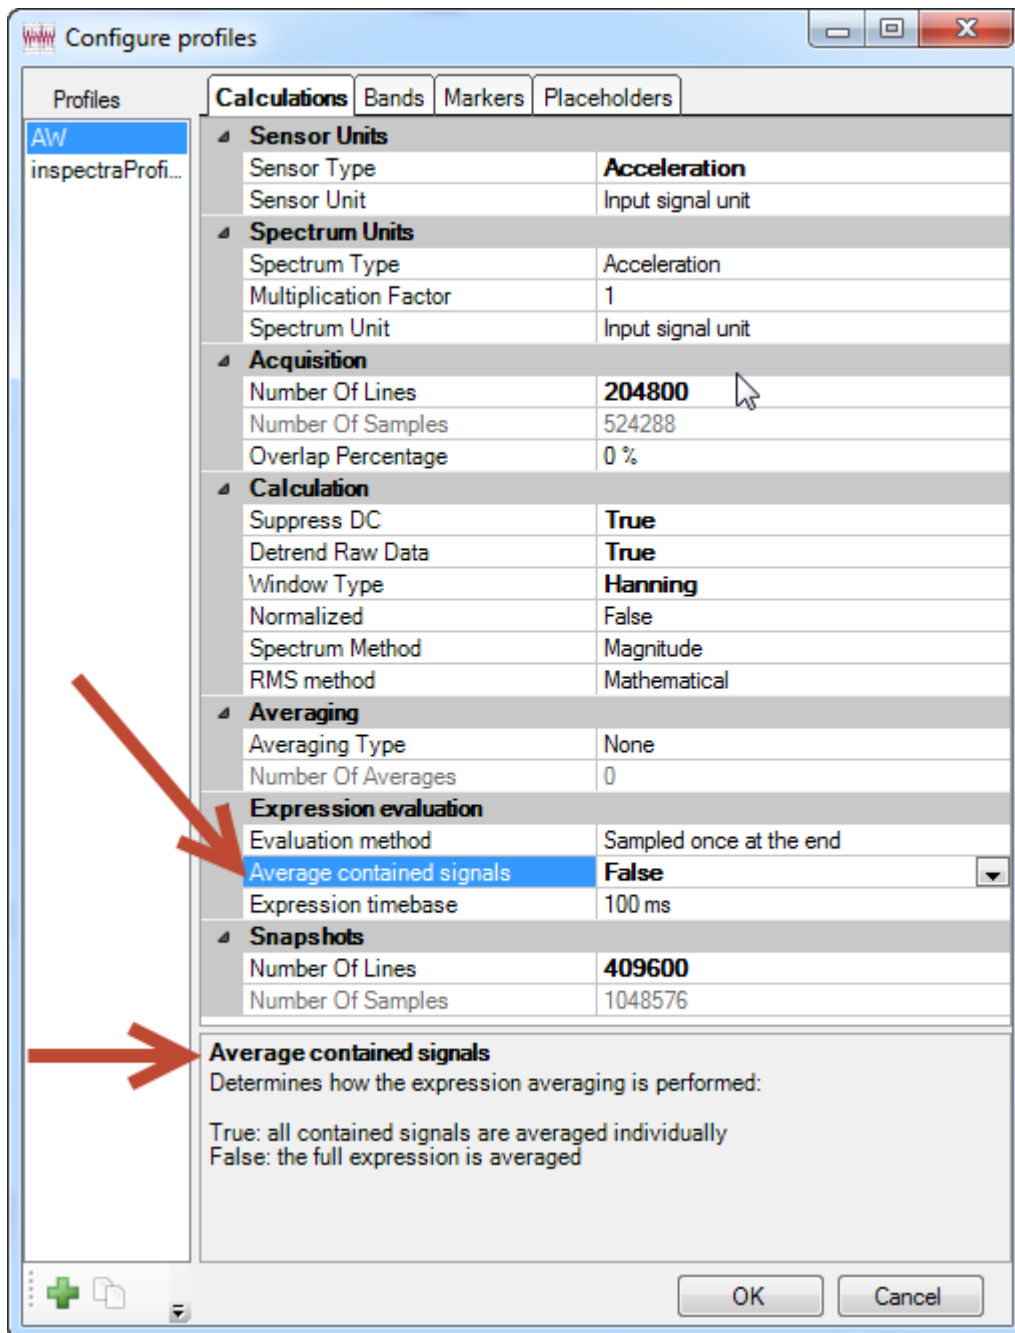 Configure profiles
Profiles
AW
inspectraProfi...
Calculations Bands Markers Placeholders
Sensor Units
Sensor Type Acceleration
Sensor Unit Input signal unit
Spectrum Units
Spectrum Type Acceleration
Multiplication Factor 1
Spectrum Unit Input signal unit
Acquisition
Number Of Lines 204800
Number Of Samples 524288
Overlap Percentage 0 %
Calculation
Suppress DC True
Detrend Raw Data True
Window Type Hanning
Normalized False
Spectrum Method Magnitude
RMS method Mathematical
Averaging
Averaging Type None
Number Of Averages 0
Expression evaluation
Evaluation method Sampled once at the end
Average contained signals False
Expression timebase 100 ms
Snapshots
Number Of Lines 409600
Number Of Samples 1048576
Average contained signals
Determines how the expression averaging is performed:
True: all contained signals are averaged individually
False: the full expression is averaged
OK Cancel